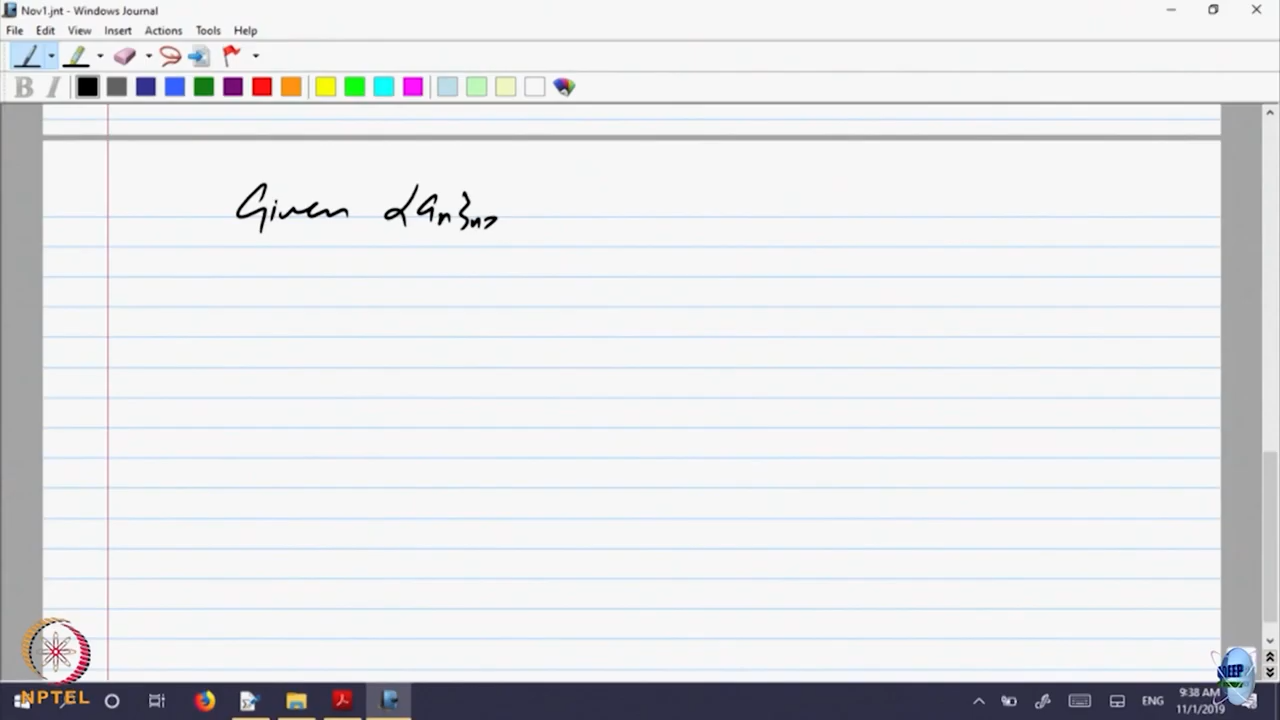 Nov1.jnt - Windows Journal
File Edit View Insert Actions Tools Help
B I
Given {a_n}_{n>
NPTEL
ENG
9:38 AM
11/1/2019